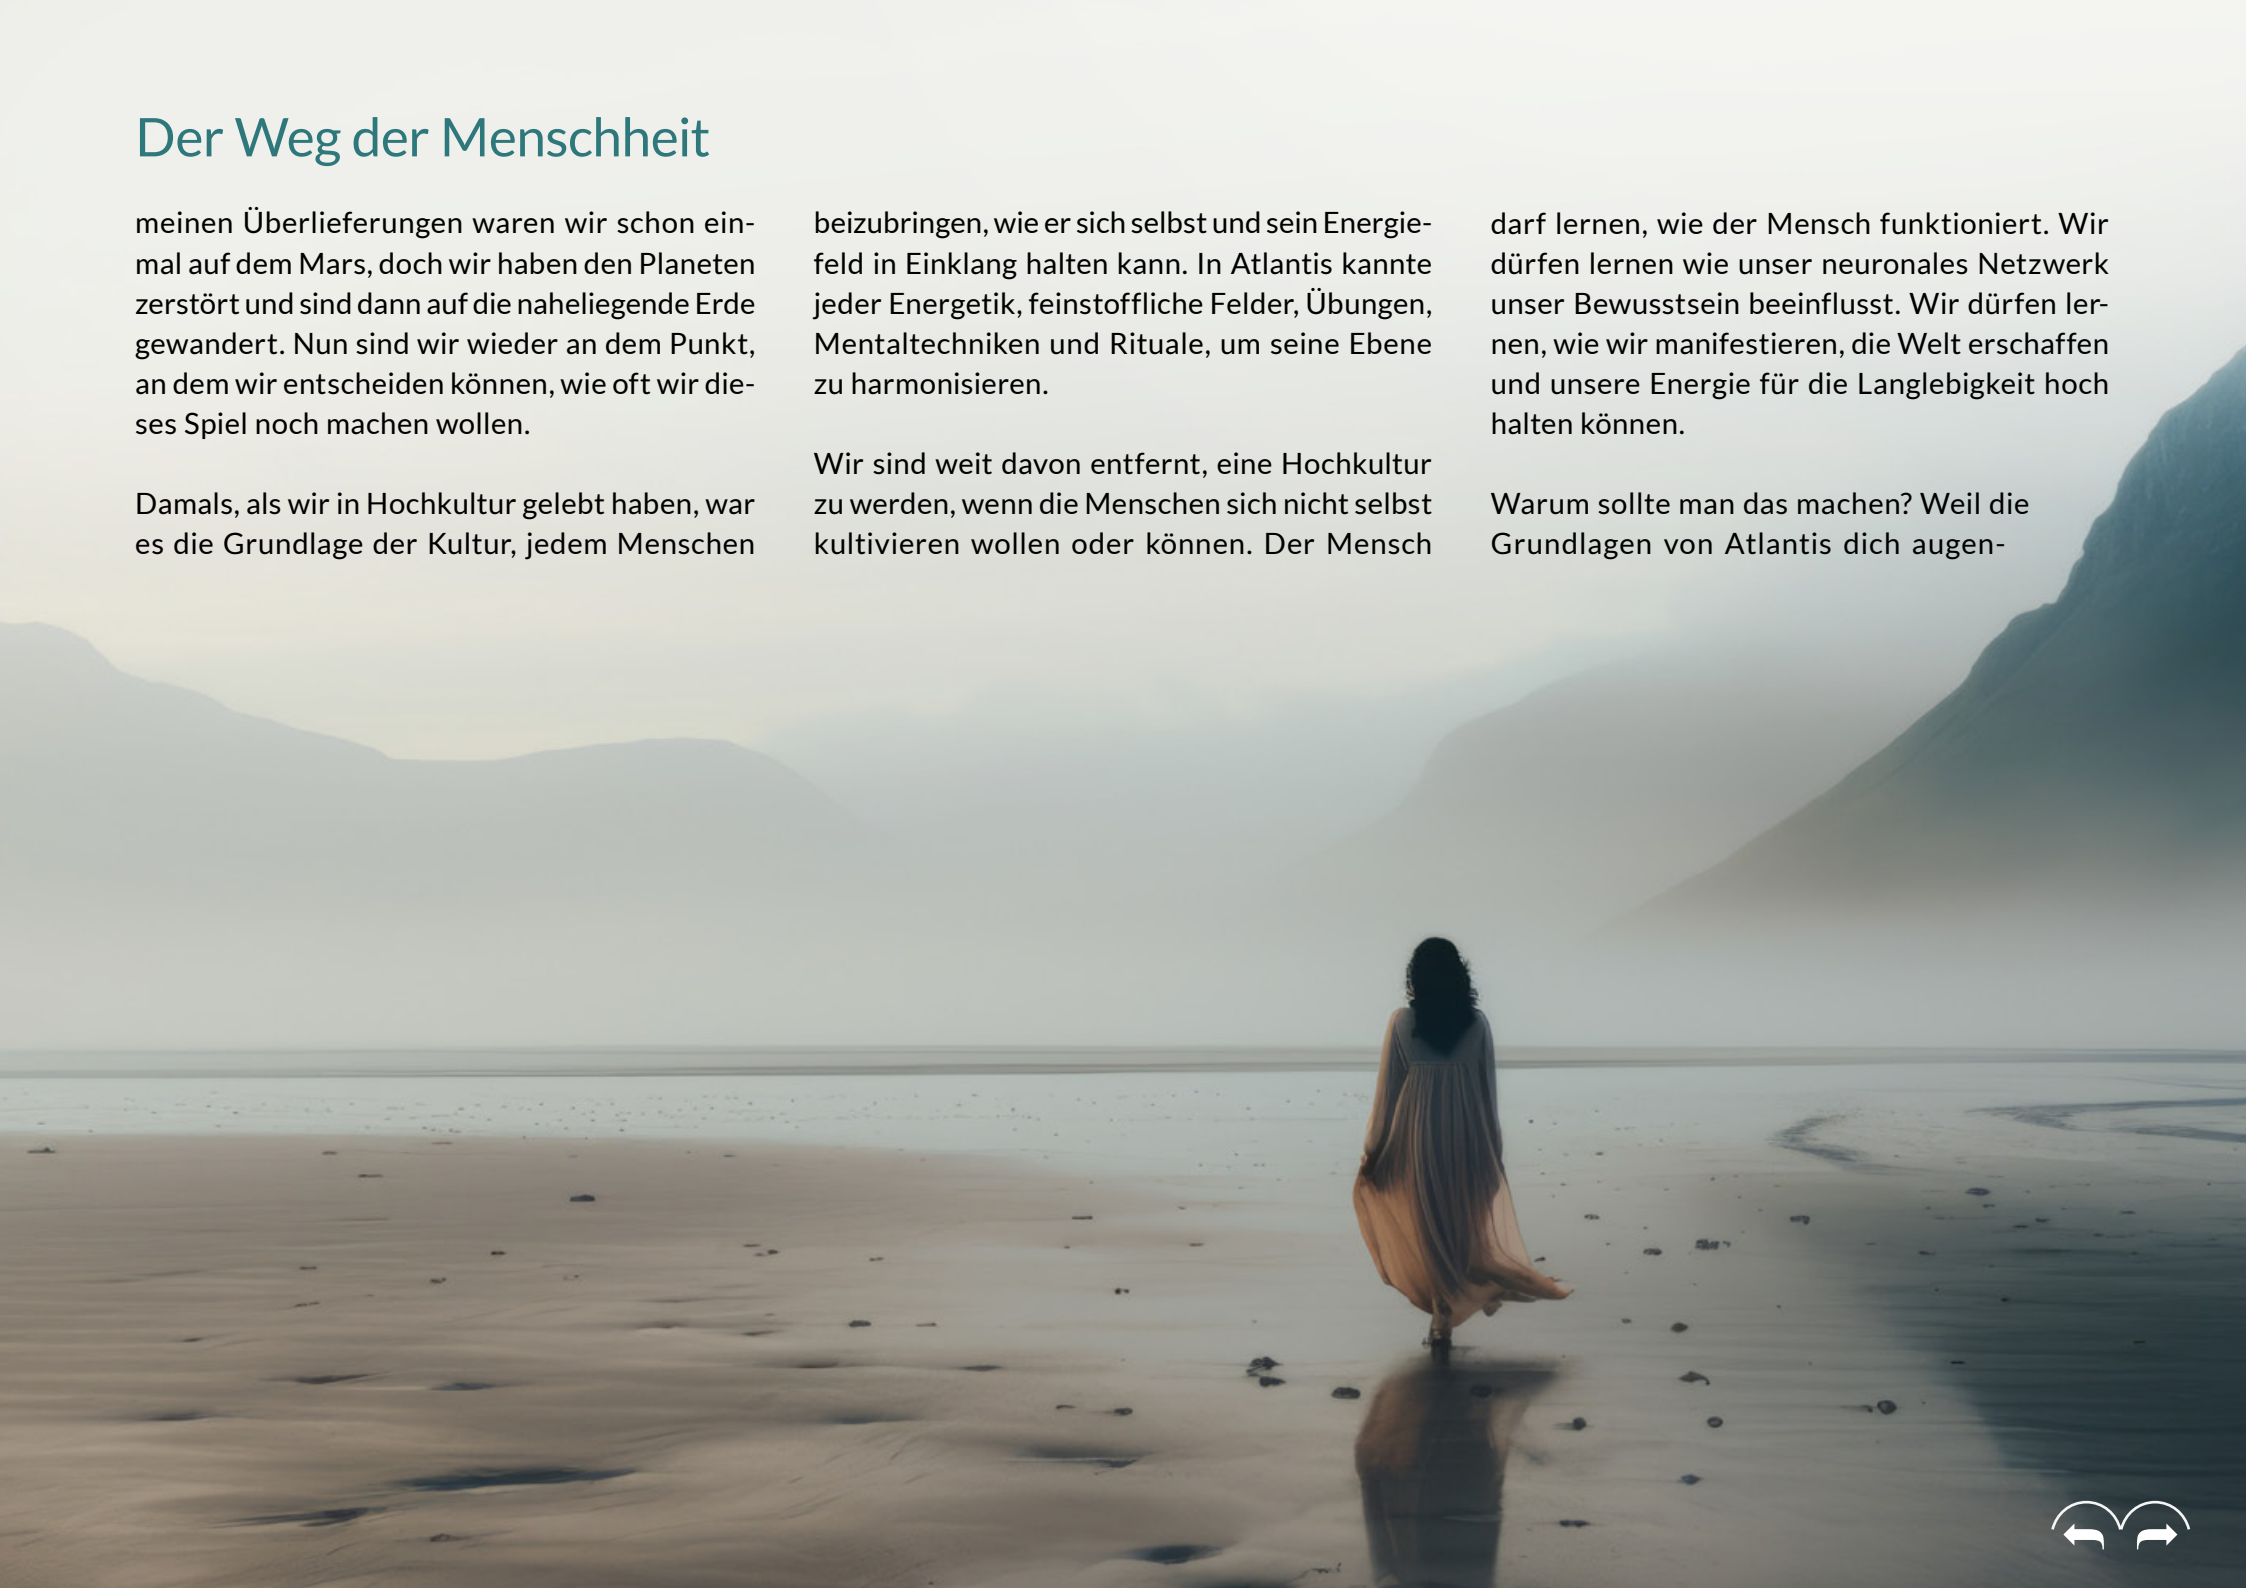 Der Weg der Menschheit
meinen Überlieferungen waren wir schon ein-
mal auf dem Mars, doch wir haben den Planeten
zerstört und sind dann auf die naheliegende Erde
gewandert. Nun sind wir wieder an dem Punkt,
an dem wir entscheiden können, wie oft wir die-
ses Spiel noch machen wollen.
Damals, als wir in Hochkultur gelebt haben, war
es die Grundlage der Kultur, jedem Menschen
beizubringen, wie er sich selbst und sein Energie-
feld in Einklang halten kann. In Atlantis kannte
jeder Energetik, feinstoffliche Felder, Übungen,
Mentaltechniken und Rituale, um seine Ebene
zu harmonisieren.
Wir sind weit davon entfernt, eine Hochkultur
zu werden, wenn die Menschen sich nicht selbst
kultivieren wollen oder können. Der Mensch
darf lernen, wie der Mensch funktioniert. Wir
dürfen lernen wie unser neuronales Netzwerk
unser Bewusstsein beeinflusst. Wir dürfen ler-
nen, wie wir manifestieren, die Welt erschaffen
und unsere Energie für die Langlebigkeit hoch
halten können.
Warum sollte man das machen? Weil die
Grundlagen von Atlantis dich augen-